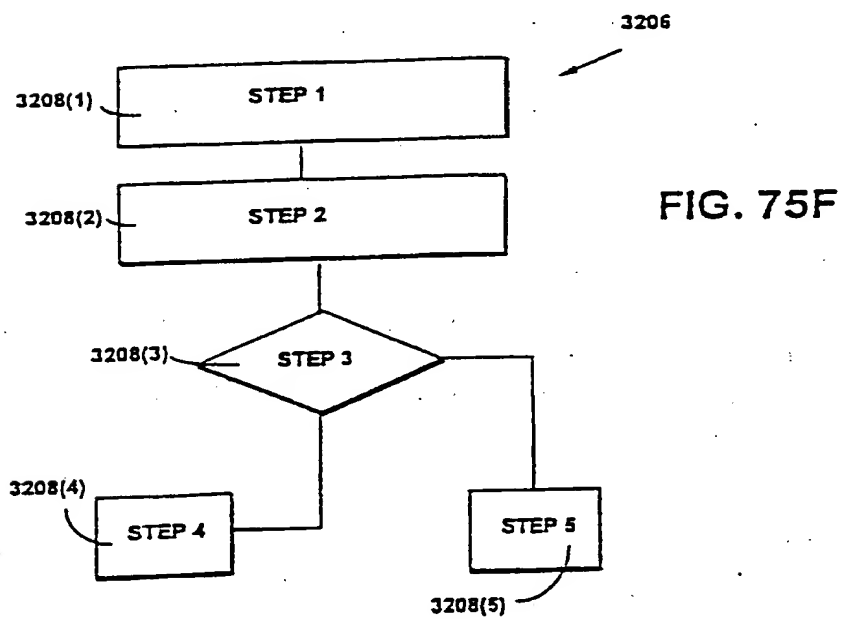 3206
3208(1)
STEP 1
3208(2)
STEP 2
FIG. 75F
3208(3)
STEP 3
3208(4)
STEP 4
STEP 5
3208(5)